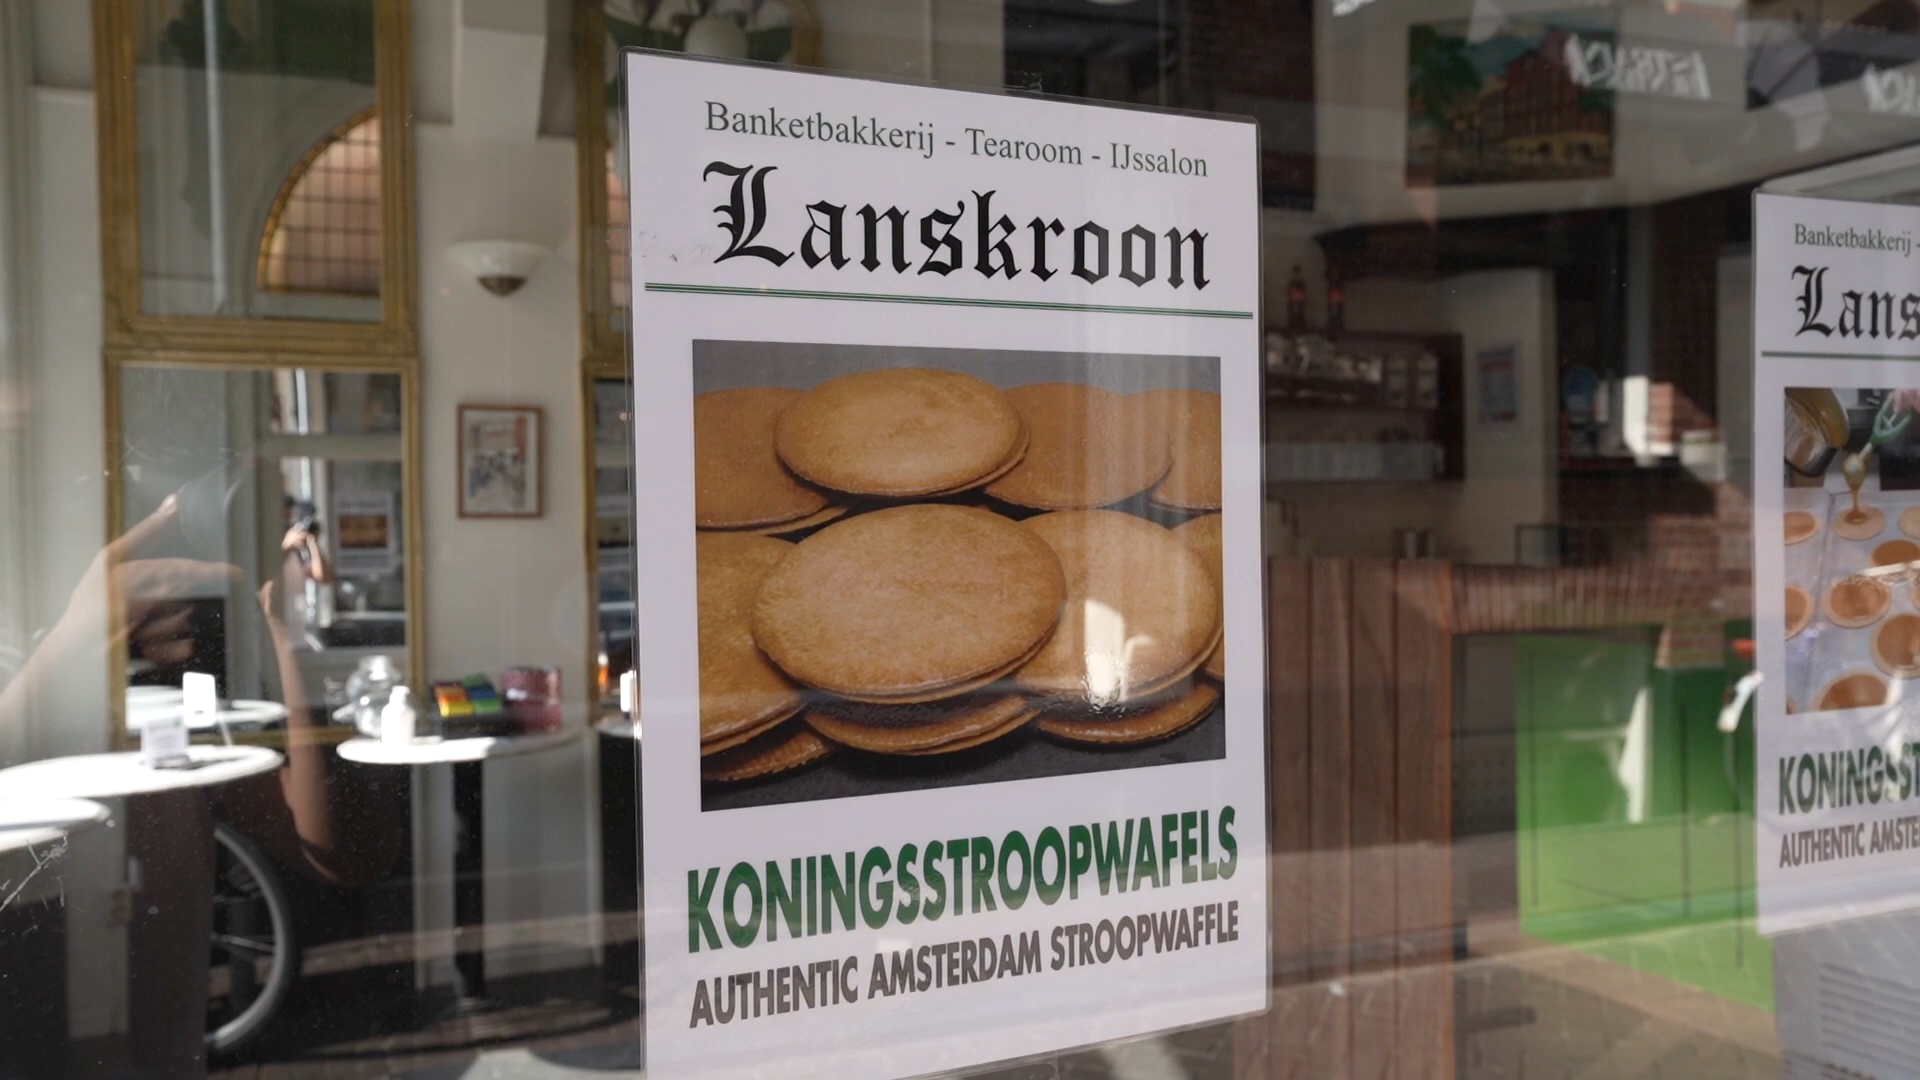 Banketbakkerij - Tearoom - IJssalon
Lanskroon
KONINGSSTROOPWAFELS
AUTHENTIC AMSTERDAM STROOPWAFFLE
Banketbakkerij -
Lans
KONINGSST
AUTHENTIC AMSTE